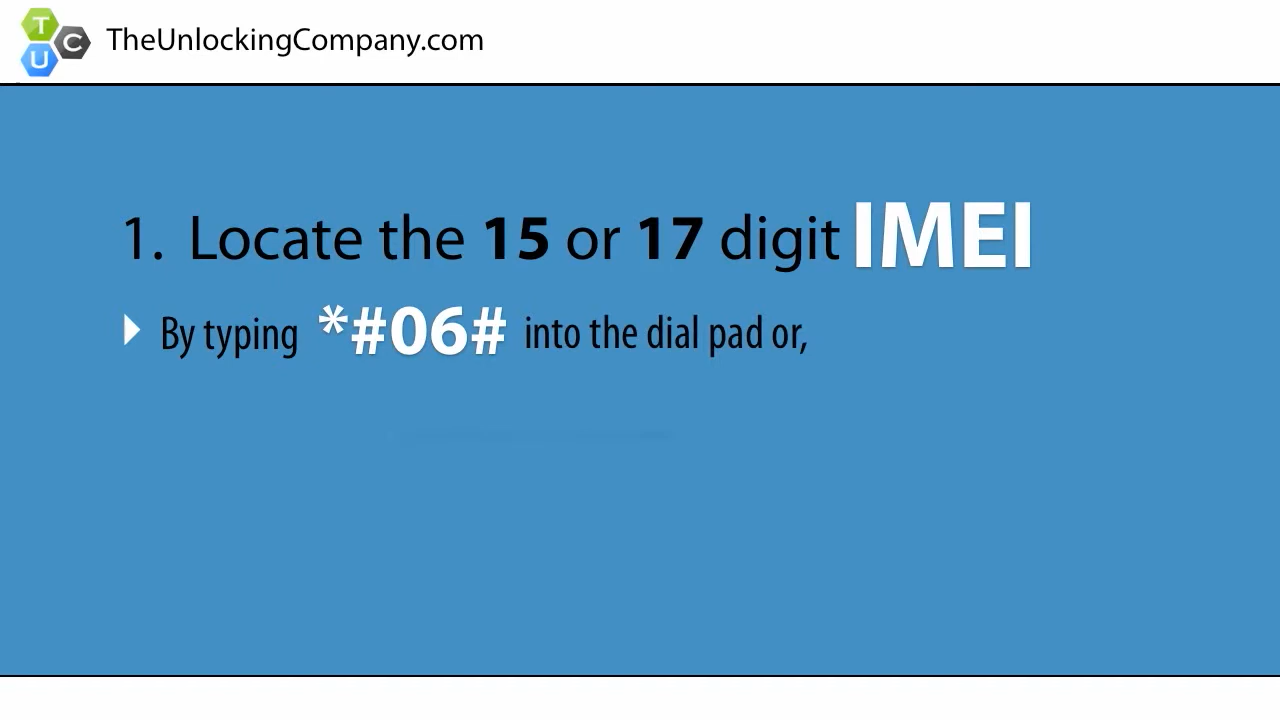 T
C
U
TheUnlockingCompany.com
1. Locate the 15 or 17 digit IMEI
By typing *#06# into the dial pad or,